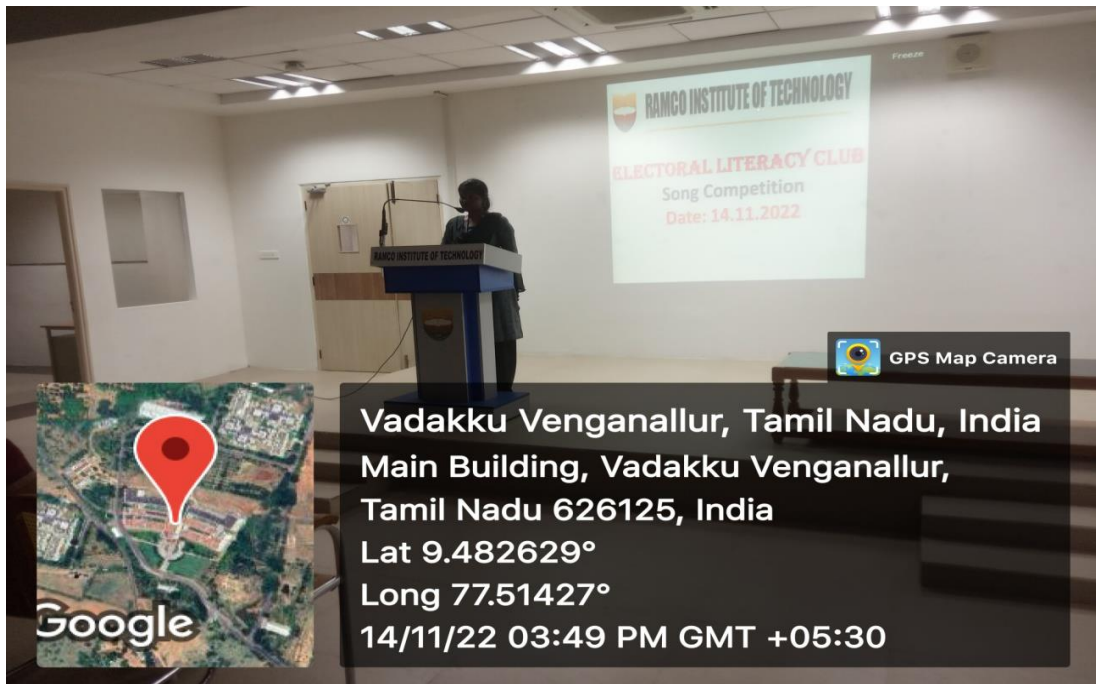 Freeze
RAMCO INSTITUTE OF TECHNOLOGY
ELECTORAL LITERACY CLUB
Song Competition
Date: 14.11.2022
RAMCO INSTITUTE OF TECHNOLOGY
GPS Map Camera
Vadakku Venganallur, Tamil Nadu, India
Main Building, Vadakku Venganallur,
Tamil Nadu 626125, India
Lat 9.482629°
Long 77.51427°
14/11/22 03:49 PM GMT +05:30
Google